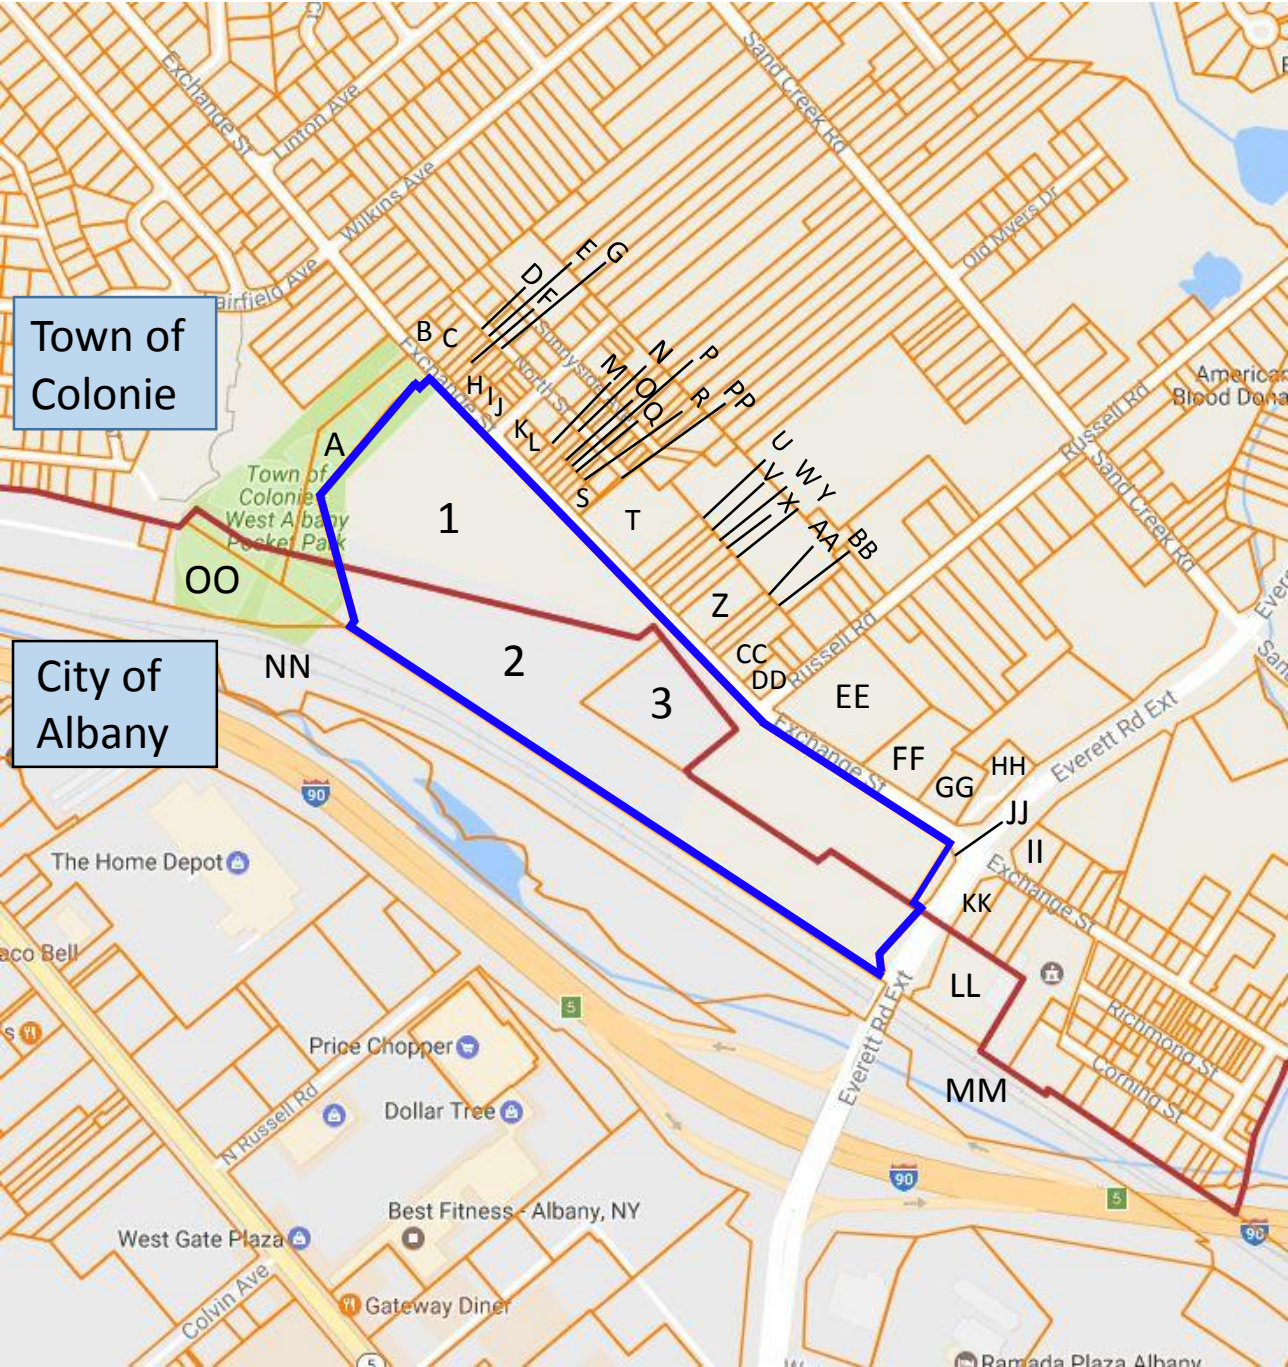 Exchange St
Linton Ave
Wilkins Ave
Sand Creek Rd
Old Myers Dr
E
G
D
F
Town of
Colonie
B
C
Exchange St
North St
H
I
J
K
L
M
N
O
P
Q
R
PP
American
Blood Dona
Russell Rd
Sand Creek Rd
A
Town of
Colonie
West Albany
Pocket Park
1
S
T
U
V
W
X
Y
AA
BB
OO
Z
CC
DD
Russell Rd
City of
Albany
NN
2
3
EE
Exchange St
FF
GG
HH
Everett Rd Ext
JJ
II
90
The Home Depot
Exchange St
KK
LL
aco Bell
5
Price Chopper
Everett Rd Ext
Richmond St
Corning St
MM
Dollar Tree
N Russell Rd
90
5
Best Fitness - Albany, NY
West Gate Plaza
90
Colvin Ave
Gateway Diner
5
Ramada Plaza Albany